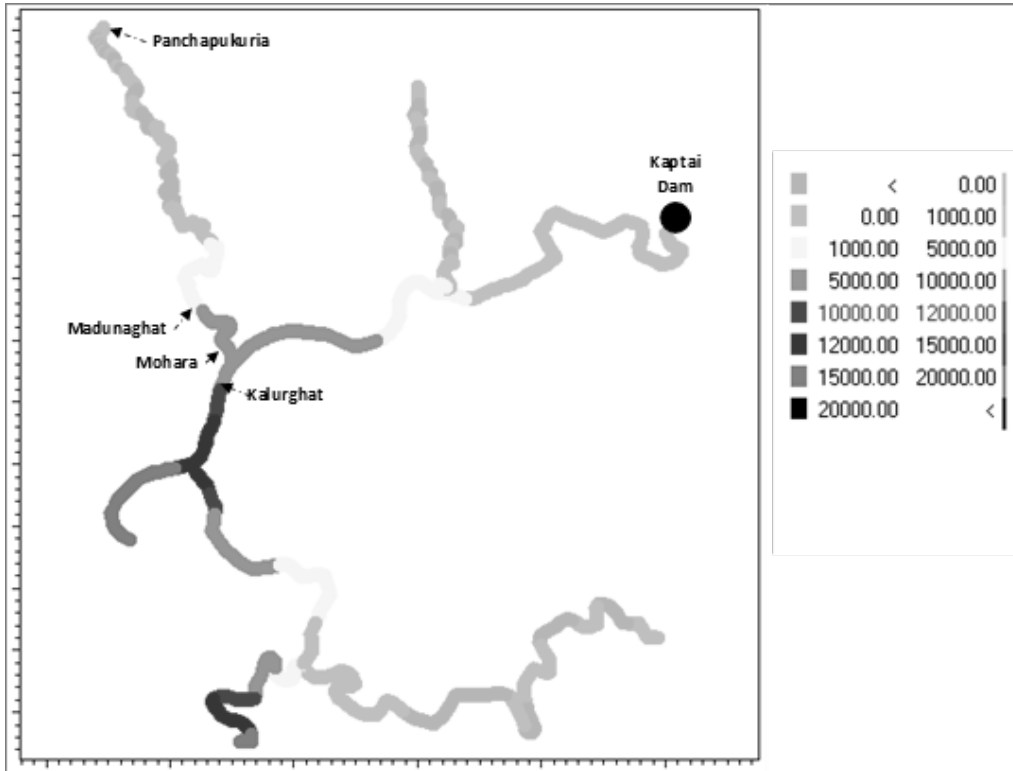 Panchapukuria
Kaptai
Dam
Madunaghat
Mohara
Kalurghat
< 0.00
0.00 1000.00
1000.00 5000.00
5000.00 10000.00
10000.00 12000.00
12000.00 15000.00
15000.00 20000.00
20000.00 <